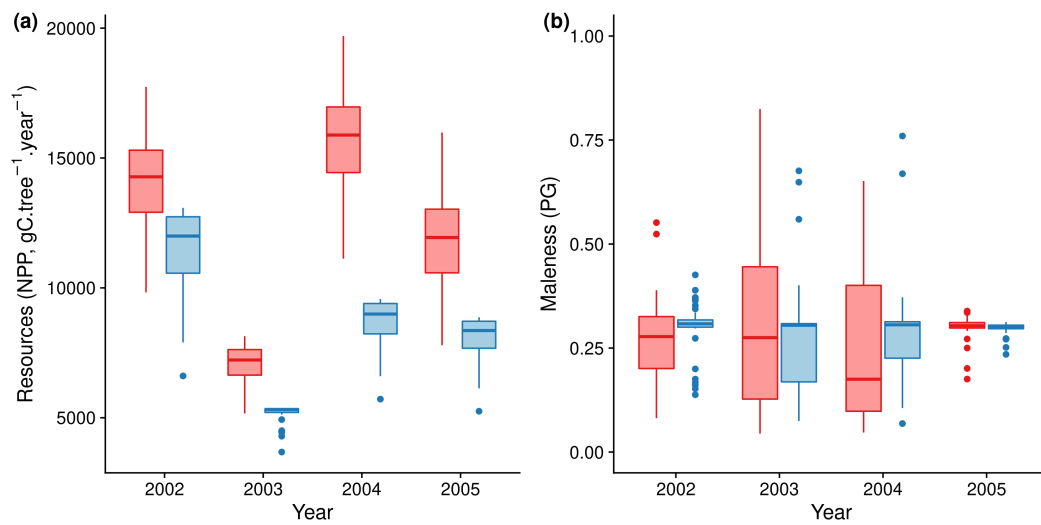 (a)
Resources (NPP, gC.tree⁻¹.year⁻¹)
20000
15000
10000
5000
2002 2003 2004 2005
Year
(b)
Maleness (PG)
1.00
0.75
0.50
0.25
0.00
2002 2003 2004 2005
Year